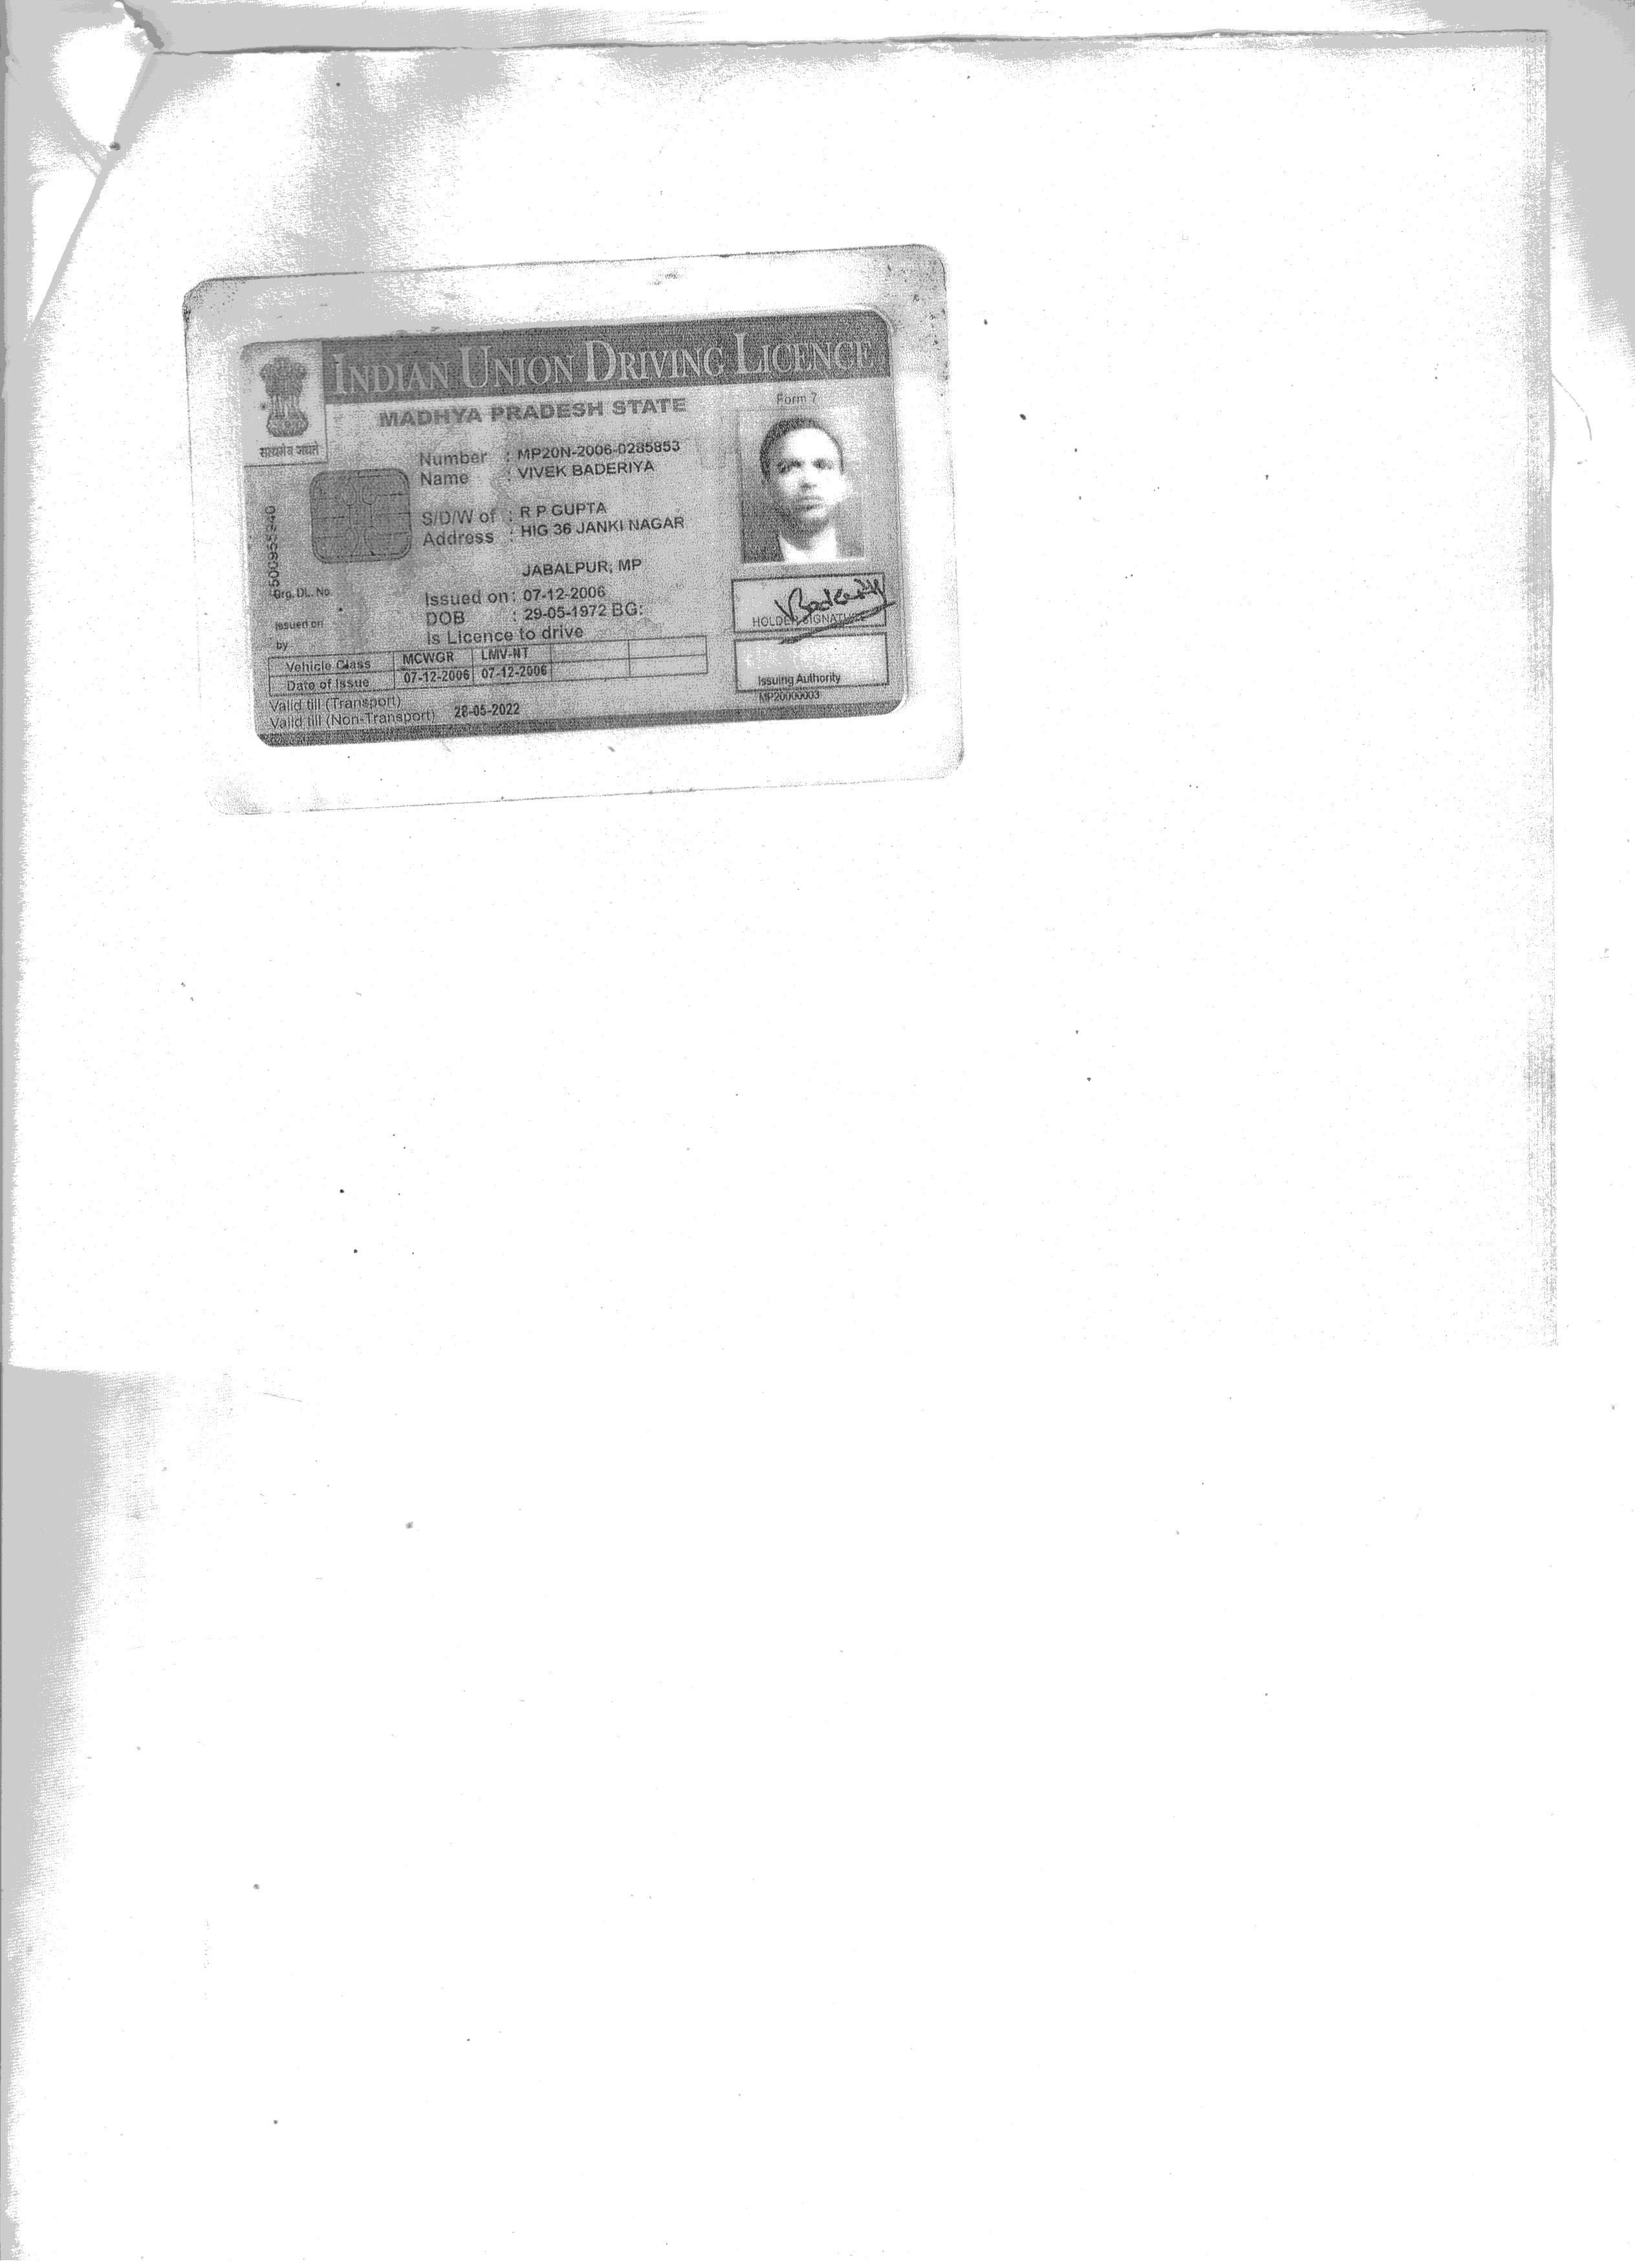 INDIAN UNION DRIVING LICENCE
MADHYA PRADESH STATE
Form 7
सत्यमेव जयते
Number : MP20N-2006-0285853
Name : VIVEK BADERIYA
S/D/W of : R P GUPTA
Address : HIG 36 JANKI NAGAR
JABALPUR, MP
Org. DL. No.
Issued on : 07-12-2006
Issued on
DOB : 29-05-1972 BG:
by
Is Licence to drive
HOLDER SIGNATURE
Vehicle Class MCWGR LMV-NT
Date of Issue 07-12-2006 07-12-2006
Issuing Authority
MP20000003
Valid till (Transport)
Valid till (Non-Transport) 28-05-2022